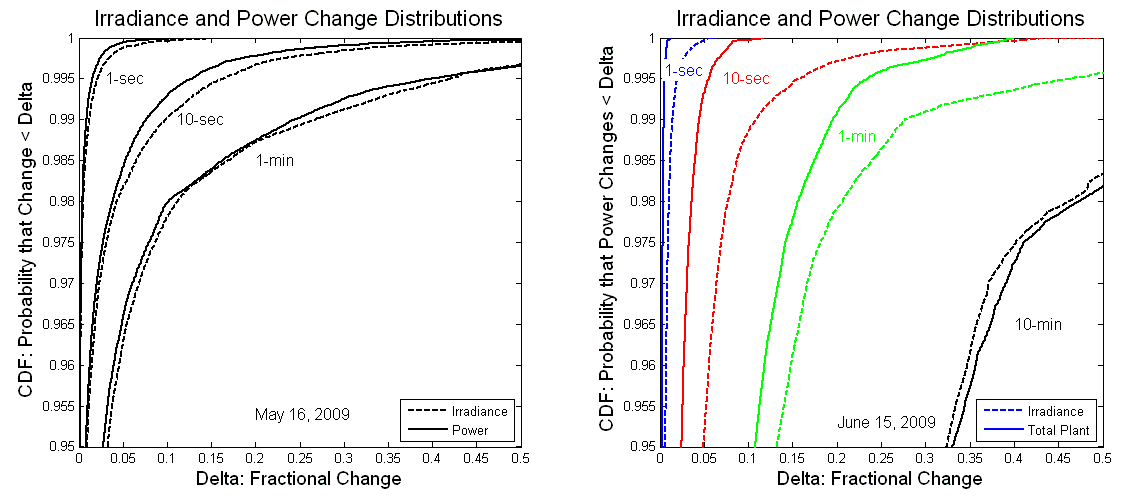 Irradiance and Power Change Distributions
CDF: Probability that Change < Delta
1
0.995
0.99
0.985
0.98
0.975
0.97
0.965
0.96
0.955
0.95
1-sec
10-sec
1-min
May 16, 2009
Irradiance
Power
0
0.05
0.1
0.15
0.2
0.25
0.3
0.35
0.4
0.45
0.5
Delta: Fractional Change
Irradiance and Power Change Distributions
CDF: Probability that Power Changes < Delta
1
0.995
0.99
0.985
0.98
0.975
0.97
0.965
0.96
0.955
0.95
1-sec
10-sec
1-min
10-min
June 15, 2009
Irradiance
Total Plant
0
0.05
0.1
0.15
0.2
0.25
0.3
0.35
0.4
0.45
0.5
Delta: Fractional Change